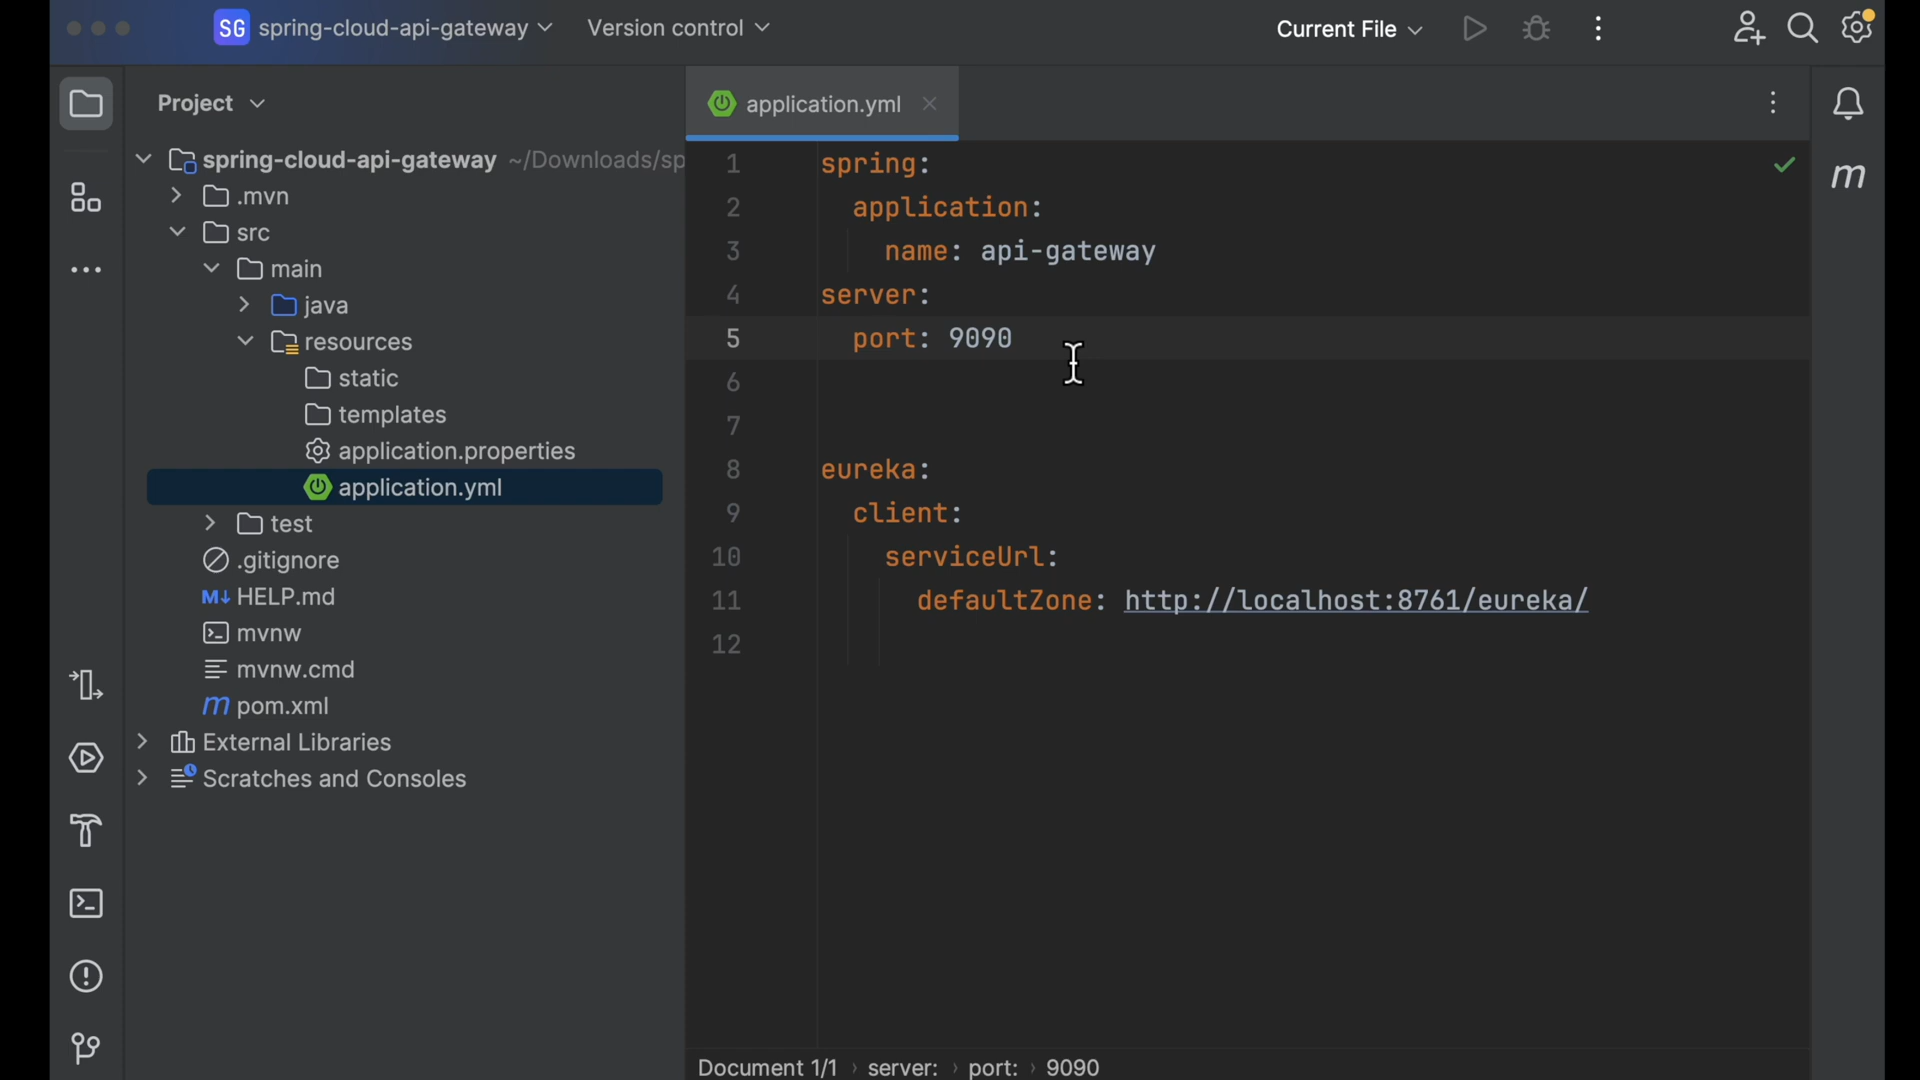 SG spring-cloud-api-gateway Version control Current File
Project
application.yml
spring-cloud-api-gateway ~/Downloads/sp
.mvn
src
main
java
resources
static
templates
application.properties
application.yml
test
.gitignore
M↓ HELP.md
mvnw
mvnw.cmd
m pom.xml
External Libraries
Scratches and Consoles
1 spring:
2   application:
3     name: api-gateway
4 server:
5   port: 9090
6
7
8 eureka:
9   client:
10     serviceUrl:
11       defaultZone: http://localhost:8761/eureka/
12
m
Document 1/1 › server: › port: › 9090